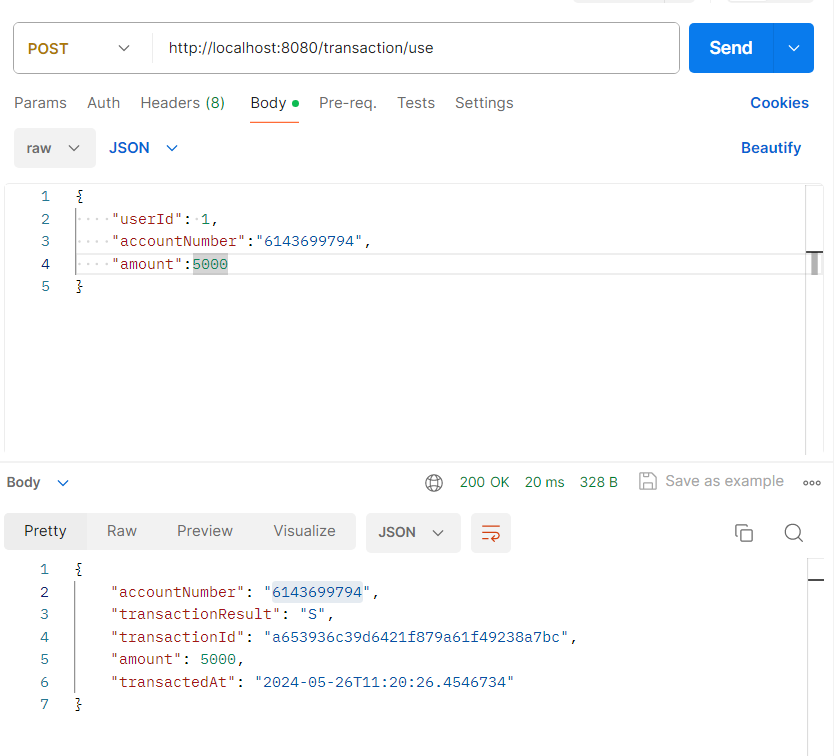 POST http://localhost:8080/transaction/use Send
Params Auth Headers (8) Body Pre-req. Tests Settings Cookies
raw JSON Beautify
1 {
2 ····"userId":·1,
3 ····"accountNumber":"6143699794",
4 ····"amount":5000
5 }
Body 200 OK 20 ms 328 B Save as example
Pretty Raw Preview Visualize JSON
1 {
2 "accountNumber": "6143699794",
3 "transactionResult": "S",
4 "transactionId": "a653936c39d6421f879a61f49238a7bc",
5 "amount": 5000,
6 "transactedAt": "2024-05-26T11:20:26.4546734"
7 }